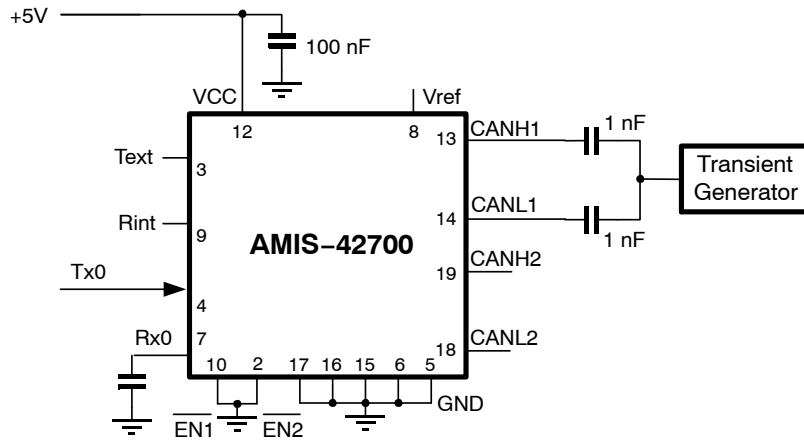 +5V
100 nF
VCC
Vref
12
8
13
CANH1
1 nF
Text
3
Transient
Generator
Rint
9
14
CANL1
1 nF
AMIS−42700
19
CANH2
Tx0
4
Rx0
7
18
CANL2
10
2
17
16
15
6
5
GND
EN1
EN2